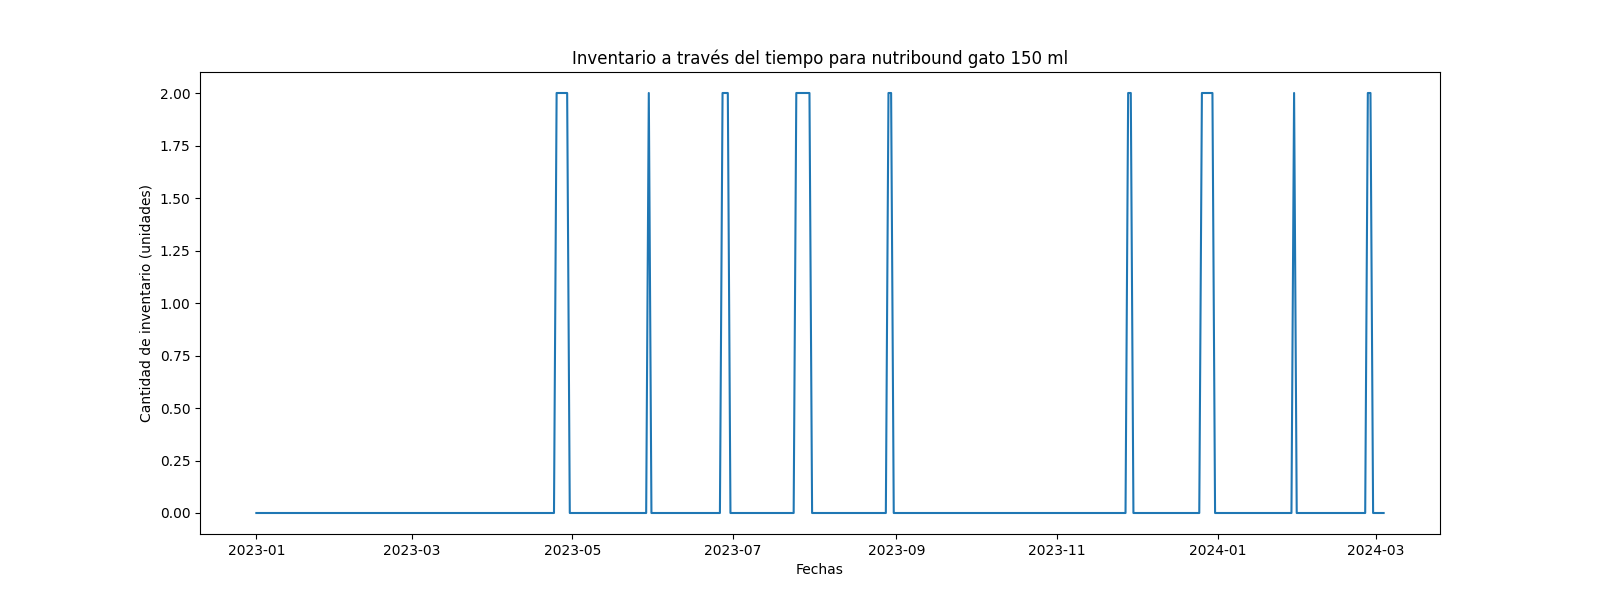 Inventario a través del tiempo para nutribound gato 150 ml
Cantidad de inventario (unidades)
2.00
1.75
1.50
1.25
1.00
0.75
0.50
0.25
0.00
2023-01 2023-03 2023-05 2023-07 2023-09 2023-11 2024-01 2024-03
Fechas